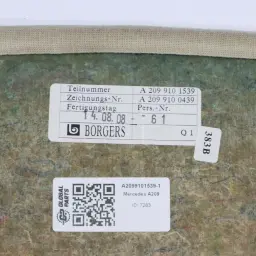 Teilnummer A 209 910 1539
Zeichnungs-Nr. A 209 910 0439
Fertigungstag Pers.-Nr.
14.08.08 -61
BORGERS Q1
383B
GLOBAL PARTS
A2099101539-1
Mercedes A209